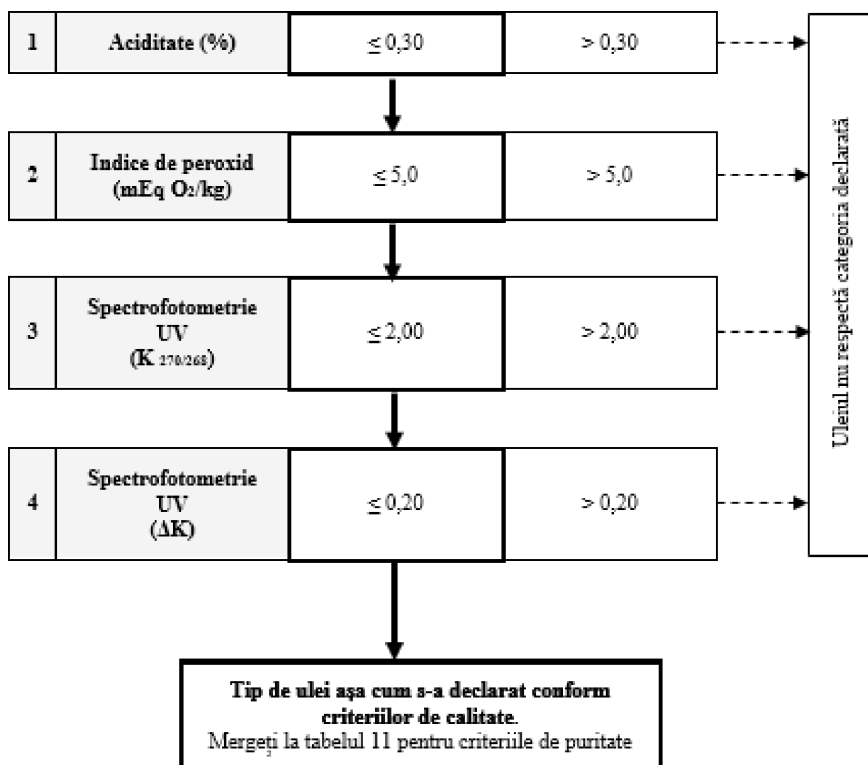 1 Aciditate (%) ≤ 0,30 > 0,30
2 Indice de peroxid
(mEq O2/kg) ≤ 5,0 > 5,0
3 Spectrofotometrie
UV
(K 270/268) ≤ 2,00 > 2,00
4 Spectrofotometrie
UV
(ΔK) ≤ 0,20 > 0,20
Uleiul nu respectă categoria declarată
Tip de ulei așa cum s-a declarat conform
criteriilor de calitate.
Mergeți la tabelul 11 pentru criteriile de puritate